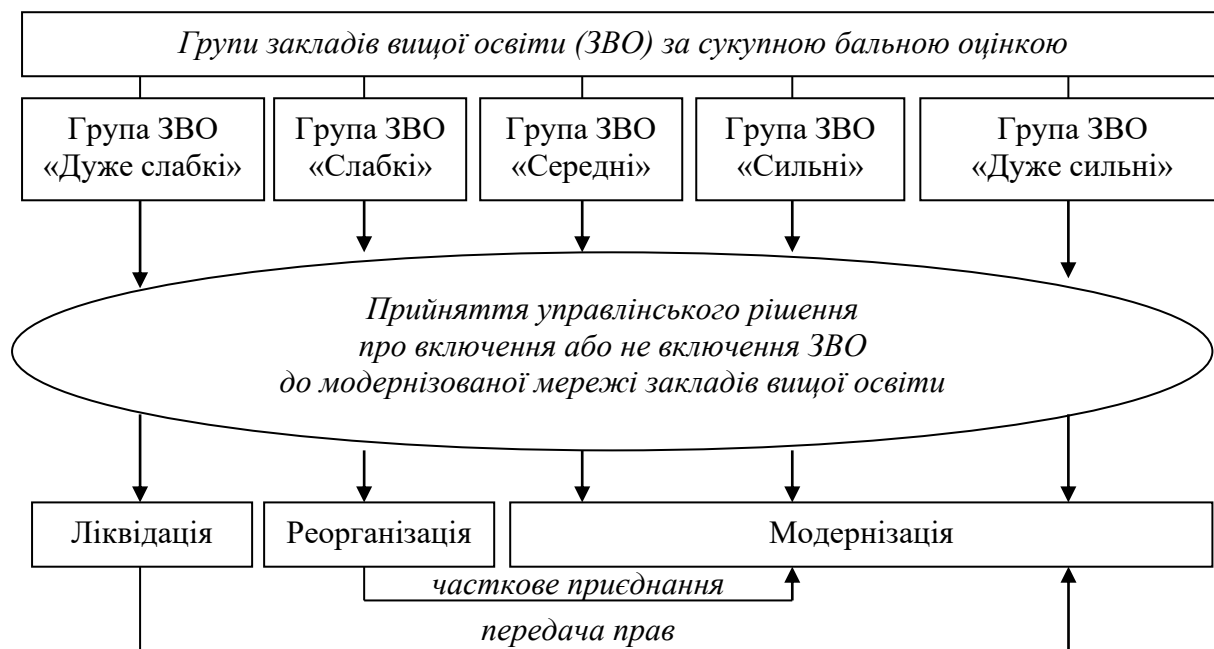 Групи закладів вищої освіти (ЗВО) за сукупною бальною оцінкою
Група ЗВО
«Дуже слабкі»
Група ЗВО
«Слабкі»
Група ЗВО
«Середні»
Група ЗВО
«Сильні»
Група ЗВО
«Дуже сильні»
Прийняття управлінського рішення
про включення або не включення ЗВО
до модернізованої мережі закладів вищої освіти
Ліквідація
Реорганізація
Модернізація
часткове приєднання
передача прав